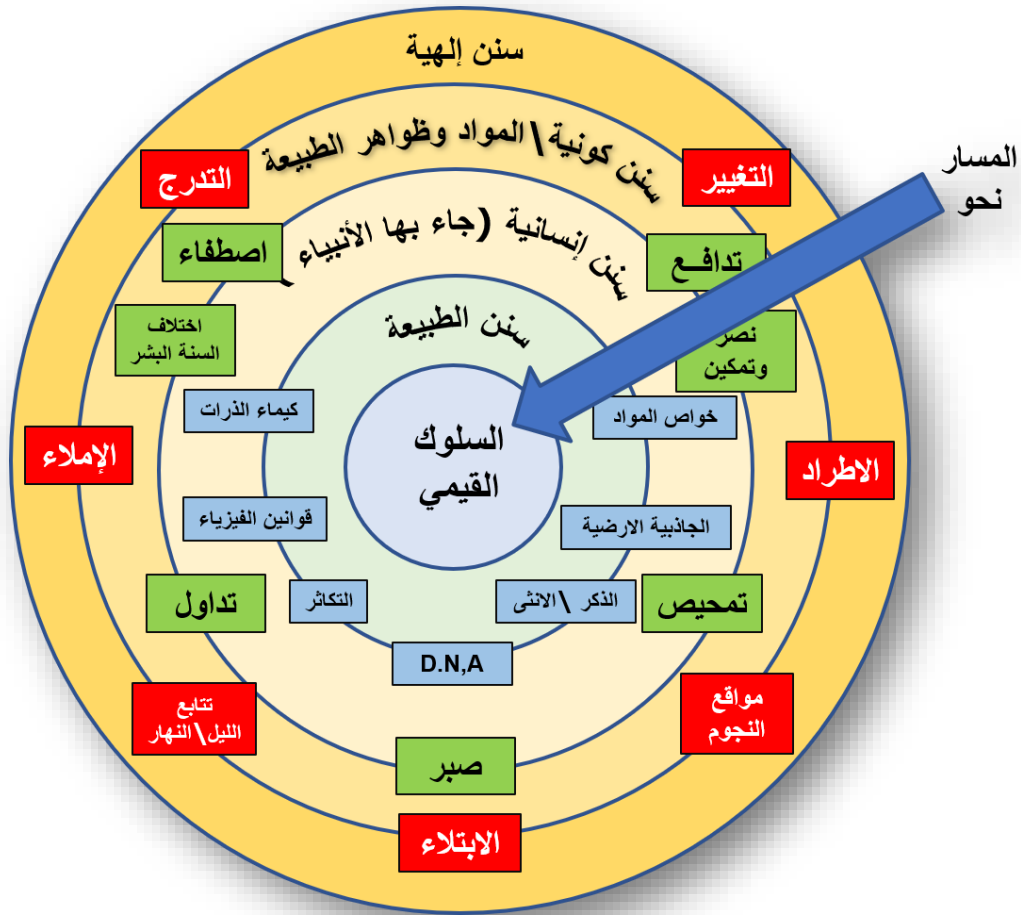 سنن إلهية
سنن كونية\المواد وظواهر الطبيعة
المسار
نحو
التغيير
التدرج
سنن إنسانية (جاء بها الأنبياء)
تدافع
اصطفاء
سنن الطبيعة
نصر
وتمكين
اختلاف
السنة البشر
خواص المواد
كيماء الذرات
السلوك
القيمي
الاطراد
الإملاء
الجاذبية الارضية
قوانين الفيزياء
تمحيص
الذكر \الانثى
التكاثر
تداول
D.N,A
مواقع
النجوم
تتابع
الليل\النهار
صبر
الابتلاء